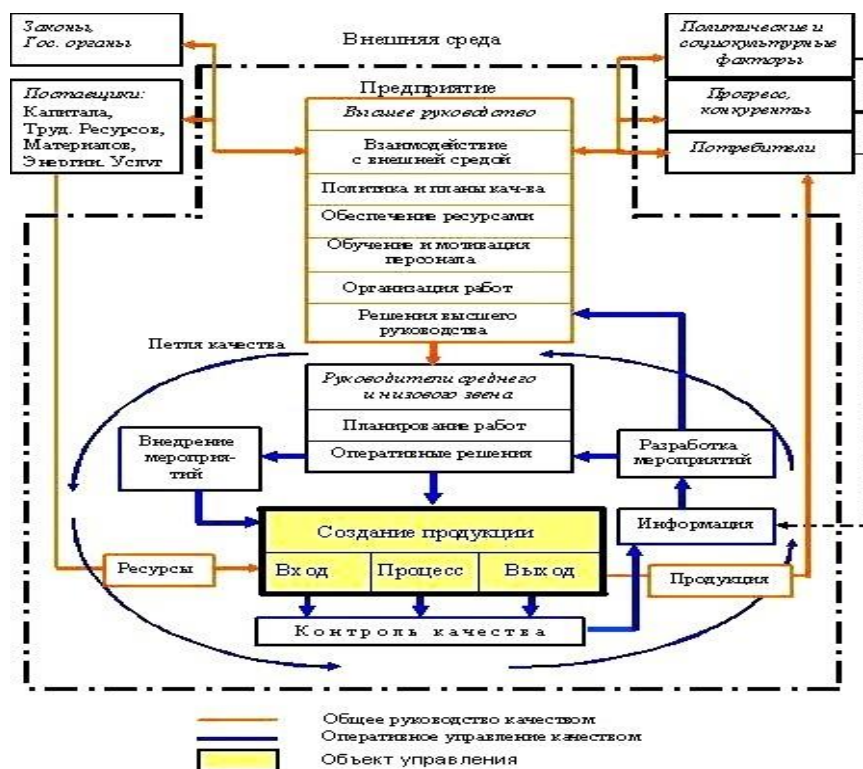 Законы,
Гос. органы
Внешняя среда
Политические и
социокультурные
факторы
Поставщики:
Капитала,
Труд. Ресурсов,
Материалов,
Энергии. Услуг
Предприятие
Прогресс,
конкуренты
Потребители
Высшее руководство
Взаимодействие
с внешней средой
Политика и планы кач-ва
Обеспечение ресурсами
Обучение и мотивация
персонала
Организация работ
Решения высшего
руководства
Петля качества
Руководители среднего
и низового звена
Планирование работ
Оперативные решения
Внедрение
мероприя-
тий
Разработка
мероприятий
Создание продукции
Вход
Процесс
Выход
Информация
Ресурсы
Продукция
Контроль качества
Общее руководство качеством
Оперативное управление качеством
Объект управления